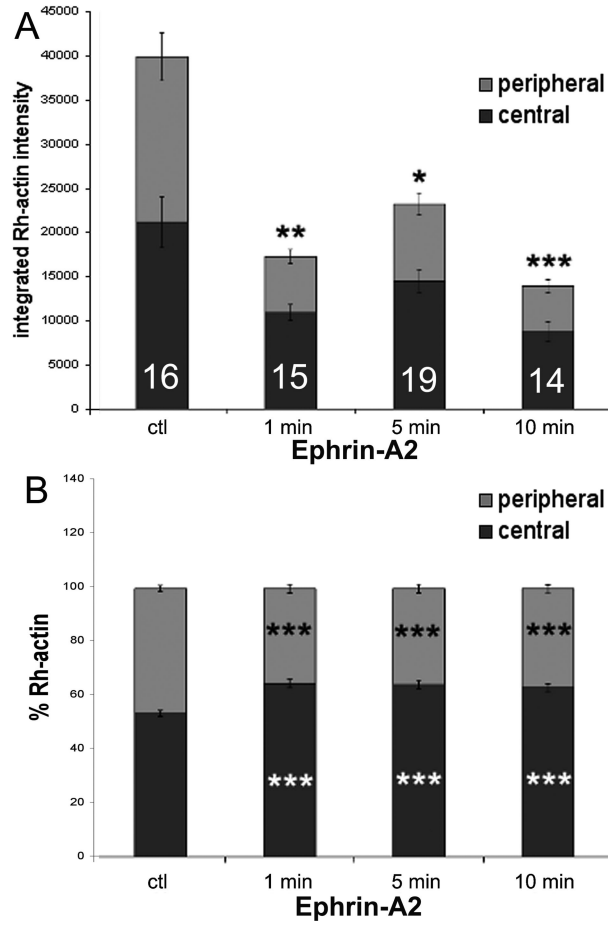 A
45000
40000
35000
30000
25000
20000
15000
10000
5000
0
integrated Rh-actin intensity
peripheral
central
**
*
***
16 15 19 14
ctl 1 min 5 min 10 min
Ephrin-A2
B
140
120
100
80
60
40
20
0
% Rh-actin
peripheral
central
*** *** ***
*** *** ***
ctl 1 min 5 min 10 min
Ephrin-A2